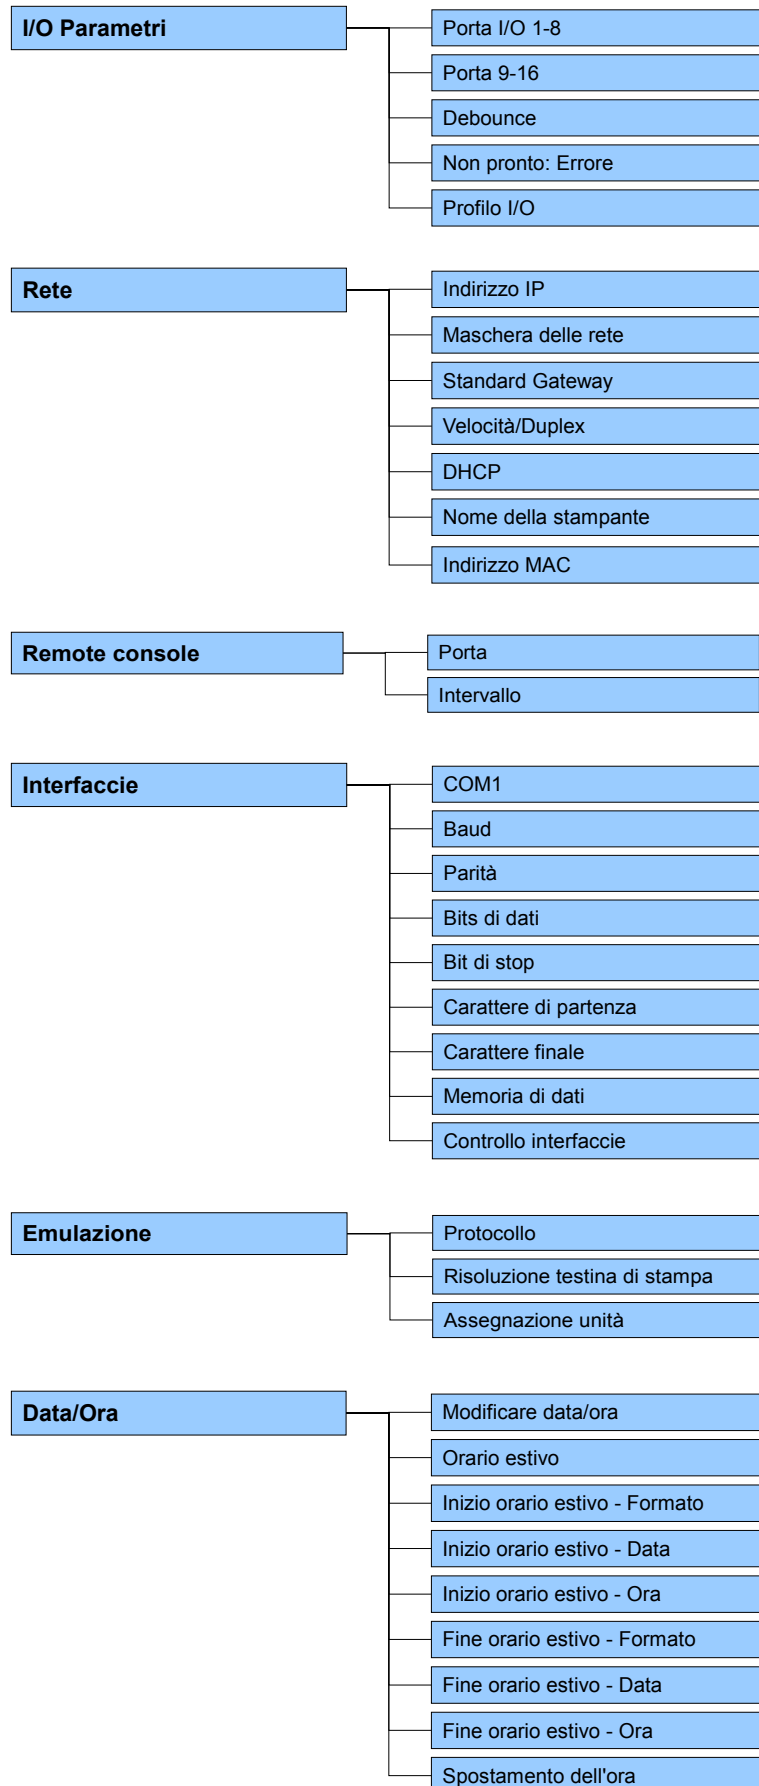 I/O Parametri
Porta I/O 1-8
Porta 9-16
Debounce
Non pronto: Errore
Profilo I/O
Rete
Indirizzo IP
Maschera delle rete
Standard Gateway
Velocità/Duplex
DHCP
Nome della stampante
Indirizzo MAC
Remote console
Porta
Intervallo
Interfaccie
COM1
Baud
Parità
Bits di dati
Bit di stop
Carattere di partenza
Carattere finale
Memoria di dati
Controllo interfaccie
Emulazione
Protocollo
Risoluzione testina di stampa
Assegnazione unità
Data/Ora
Modificare data/ora
Orario estivo
Inizio orario estivo - Formato
Inizio orario estivo - Data
Inizio orario estivo - Ora
Fine orario estivo - Formato
Fine orario estivo - Data
Fine orario estivo - Ora
Spostamento dell'ora